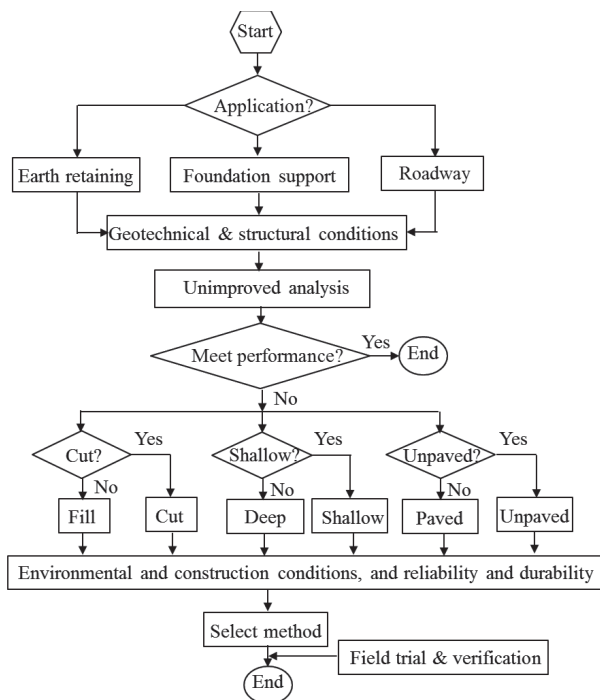 Start
Application?
Earth retaining
Foundation support
Roadway
Geotechnical & structural conditions
Unimproved analysis
Meet performance?
Yes
End
No
Cut?
Yes
Shallow?
Yes
Unpaved?
Yes
No
No
No
Fill
Cut
Deep
Shallow
Paved
Unpaved
Environmental and construction conditions, and reliability and durability
Select method
Field trial & verification
End